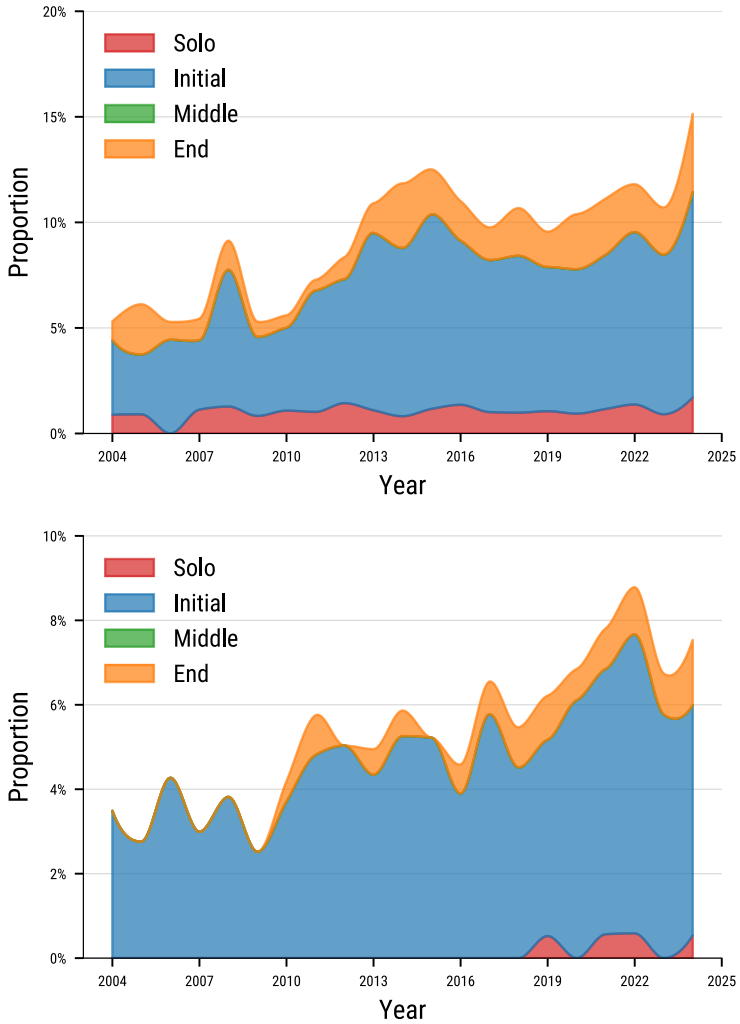 20%
Solo
Initial
15%
Middle
End
Proportion
10%
5%
0%
2004 2007 2010 2013 2016 2019 2022 2025
Year
10%
Solo
Initial
8%
Middle
End
6%
Proportion
4%
2%
0%
2004 2007 2010 2013 2016 2019 2022 2025
Year